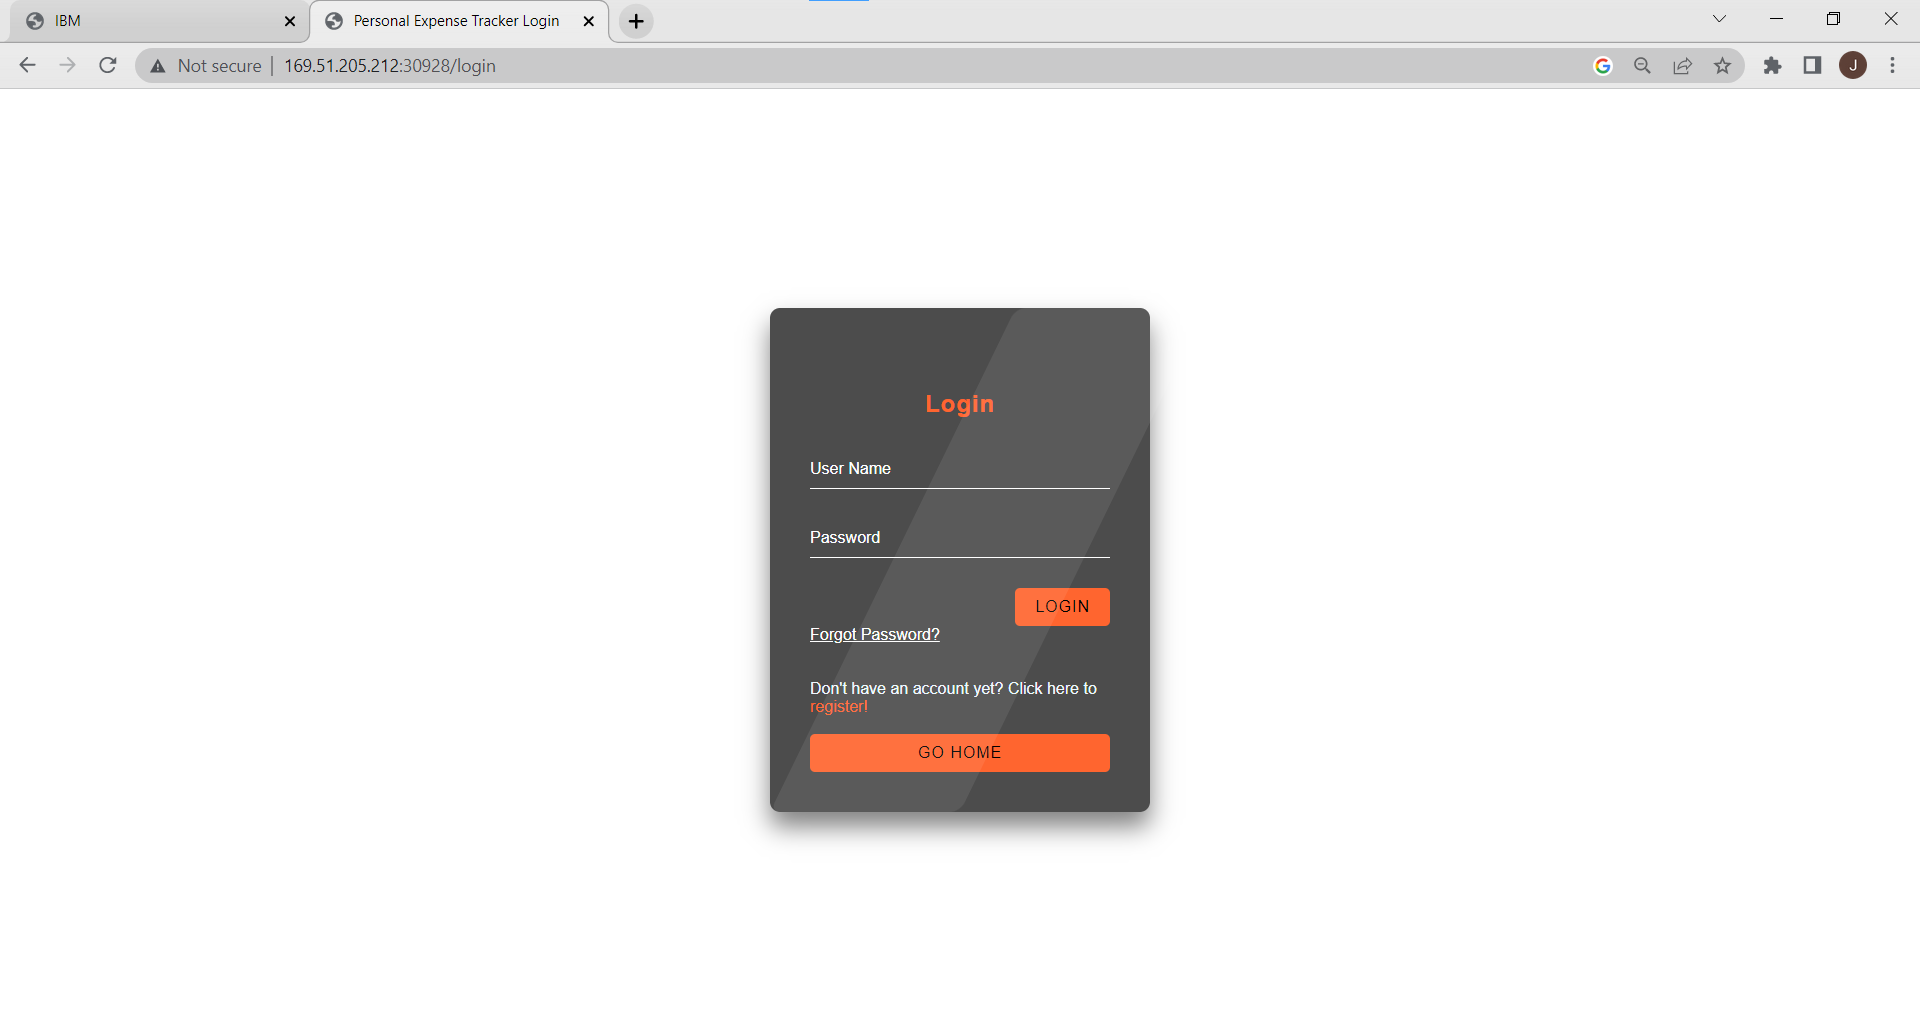 IBM
Personal Expense Tracker Login
Not secure
169.51.205.212:30928/login
J
Login
User Name
Password
LOGIN
Forgot Password?
Don't have an account yet? Click here to
register!
GO HOME